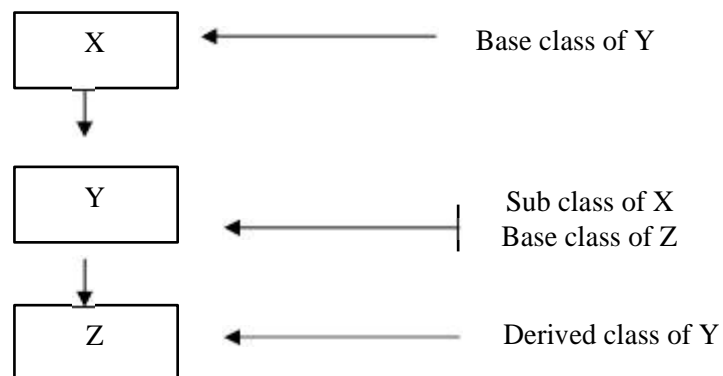 X
Base class of Y
Y
Sub class of X
Base class of Z
Z
Derived class of Y